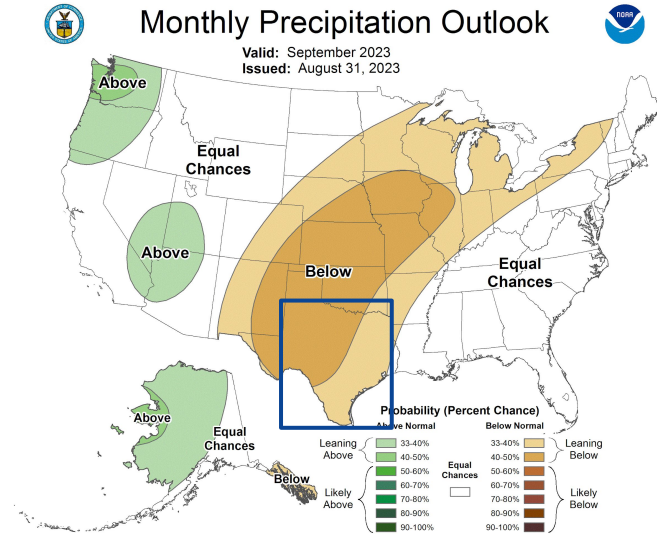 NOAA
Monthly Precipitation Outlook
Valid: September 2023
Issued: August 31, 2023
Above
Equal
Chances
Above
Below
Equal
Chances
Above
Equal
Chances
Below
Probability (Percent Chance)
Above Normal
Below Normal
Leaning
Above
33-40%
40-50%
50-60%
60-70%
70-80%
80-90%
90-100%
Likely
Above
Equal
Chances
33-40%
40-50%
50-60%
60-70%
70-80%
80-90%
90-100%
Leaning
Below
Likely
Below